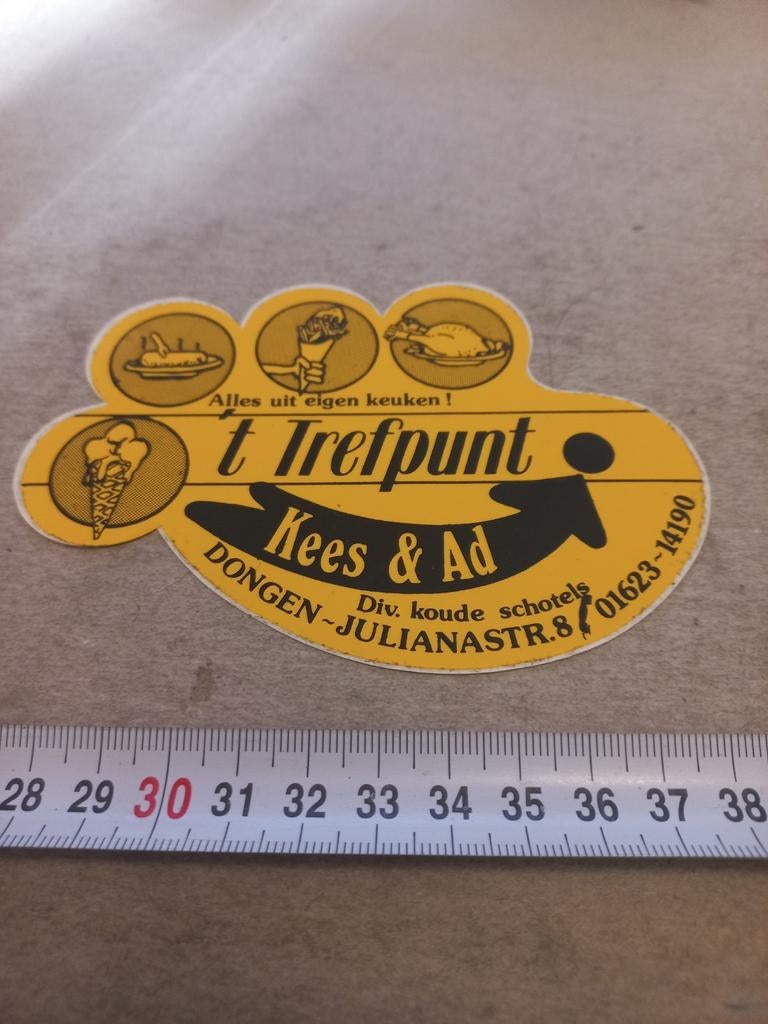 Alles uit eigen keuken !
't Trefpunt
Kees & Ad
Div. koude schotels
DONGEN~JULIANASTR.8 / 01623~14190
28 29 30 31 32 33 34 35 36 37 38